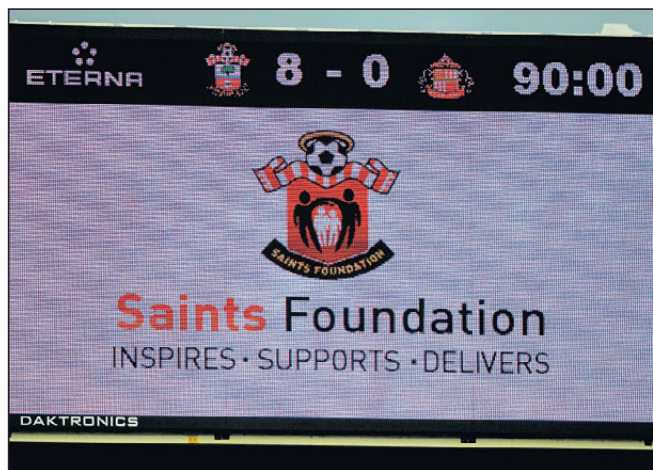 ETERNA 8 - 0 90:00
SAINTS FOUNDATION
Saints Foundation
INSPIRES · SUPPORTS · DELIVERS
DAKTRONICS